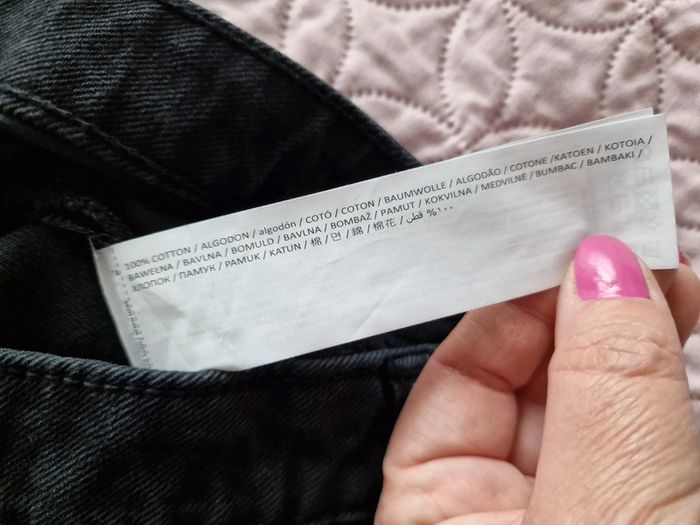 100% COTTON / ALGODON / algodón / COTÓ / COTON / BAUMWOLLE / ALGODÃO / COTONE /KATOEN / KOTOIA /
BAWEŁNA / BAVLNA / BOMULD / BAVLNA / BOMBAŽ / PAMUT / KOKVILNA / MEDVILNĖ / BUMBAC / BAMBAKI /
ХЛОПОК / ПАМУК / PAMUK / KATUN / 棉 / 면 / 綿 / 棉花 / قطن %١٠٠